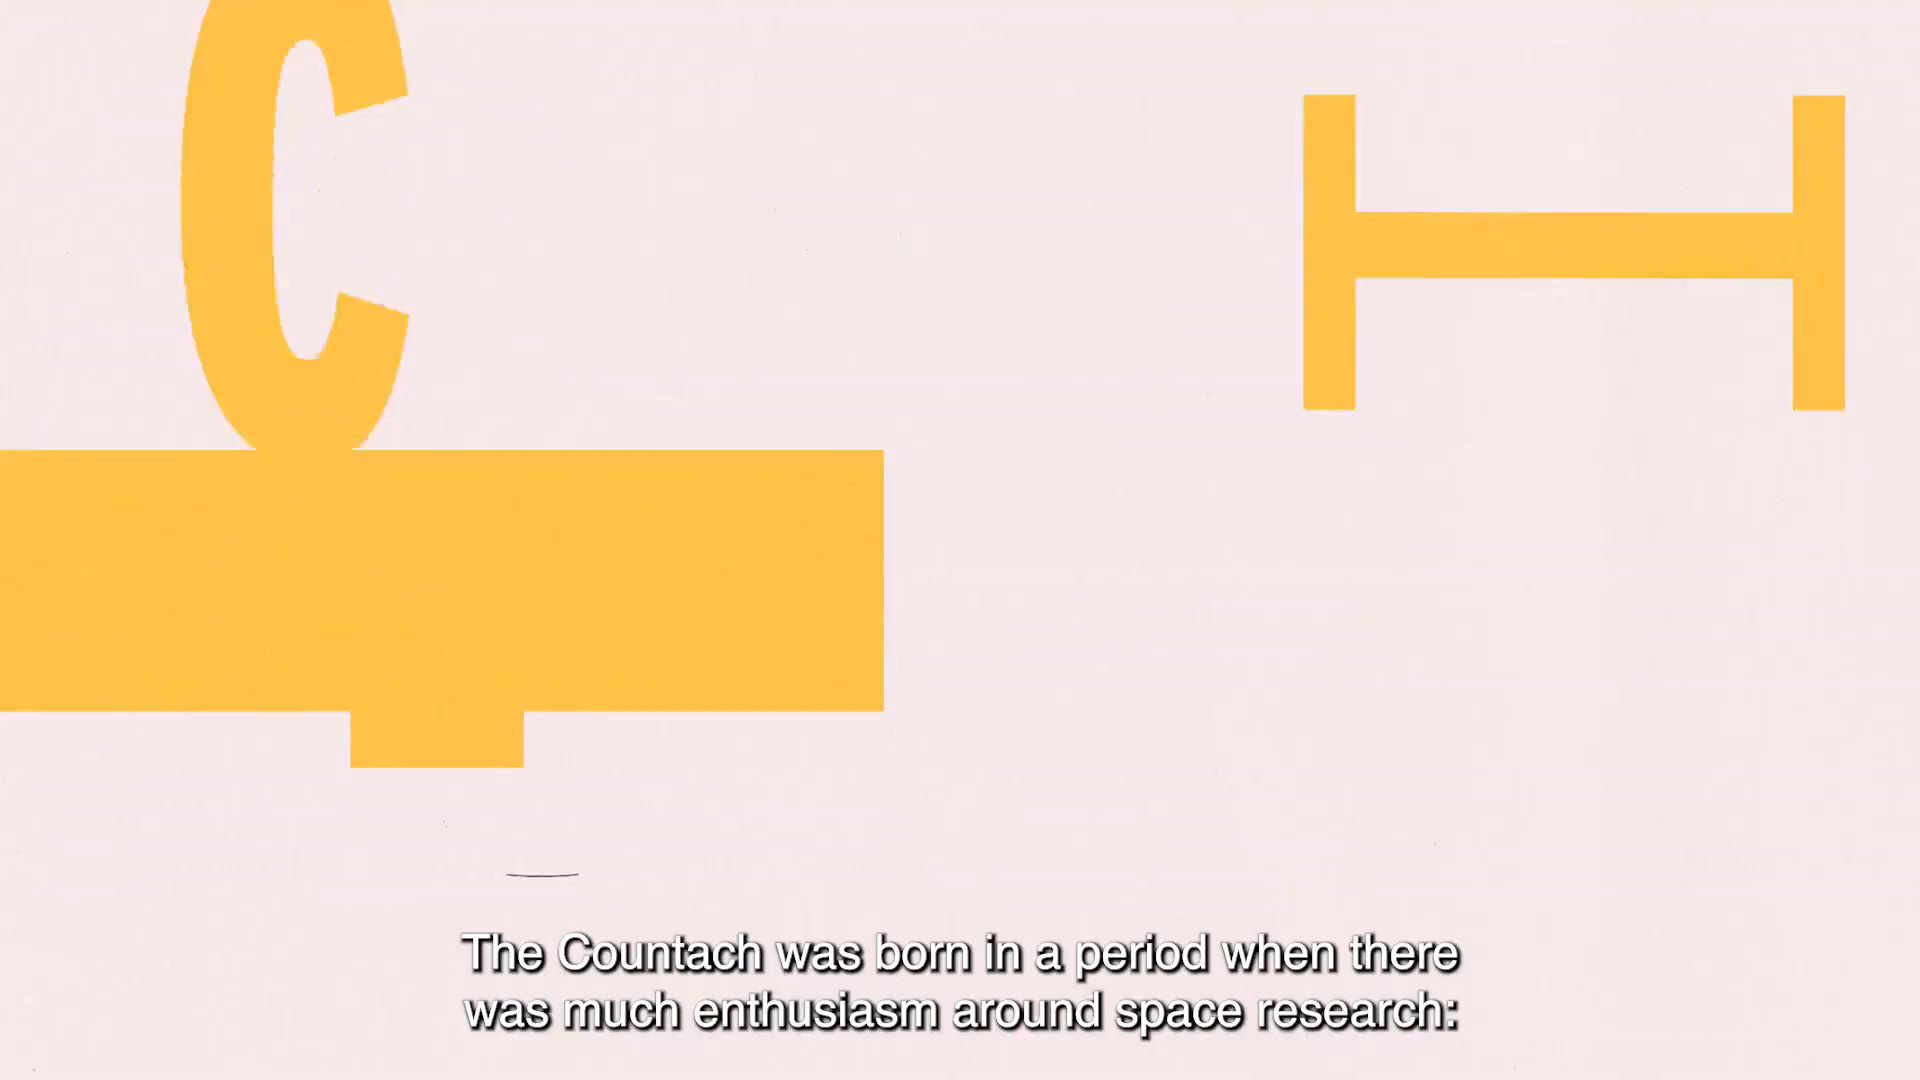 C H
The Countach was born in a period when there
was much enthusiasm around space research: